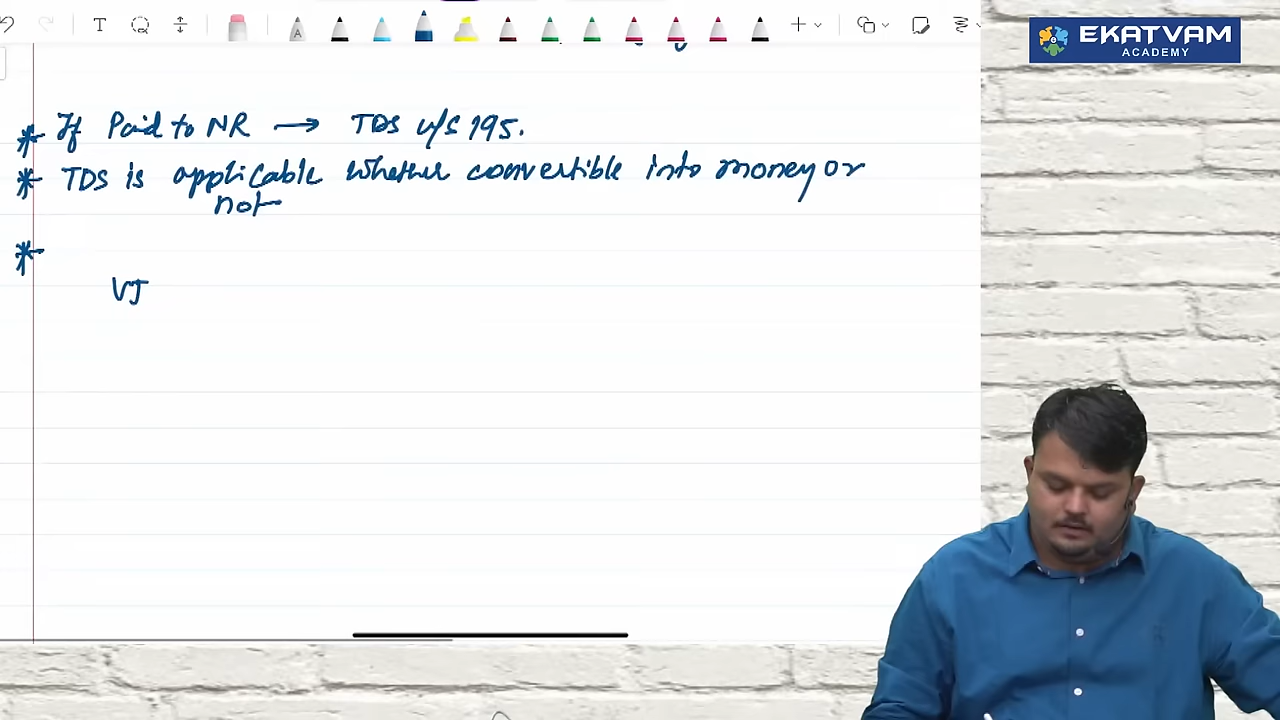 EKATVAM
ACADEMY
* If Paid to NR → TDS u/s 195.
* TDS is applicable whether convertible into money or
not
*
VJ